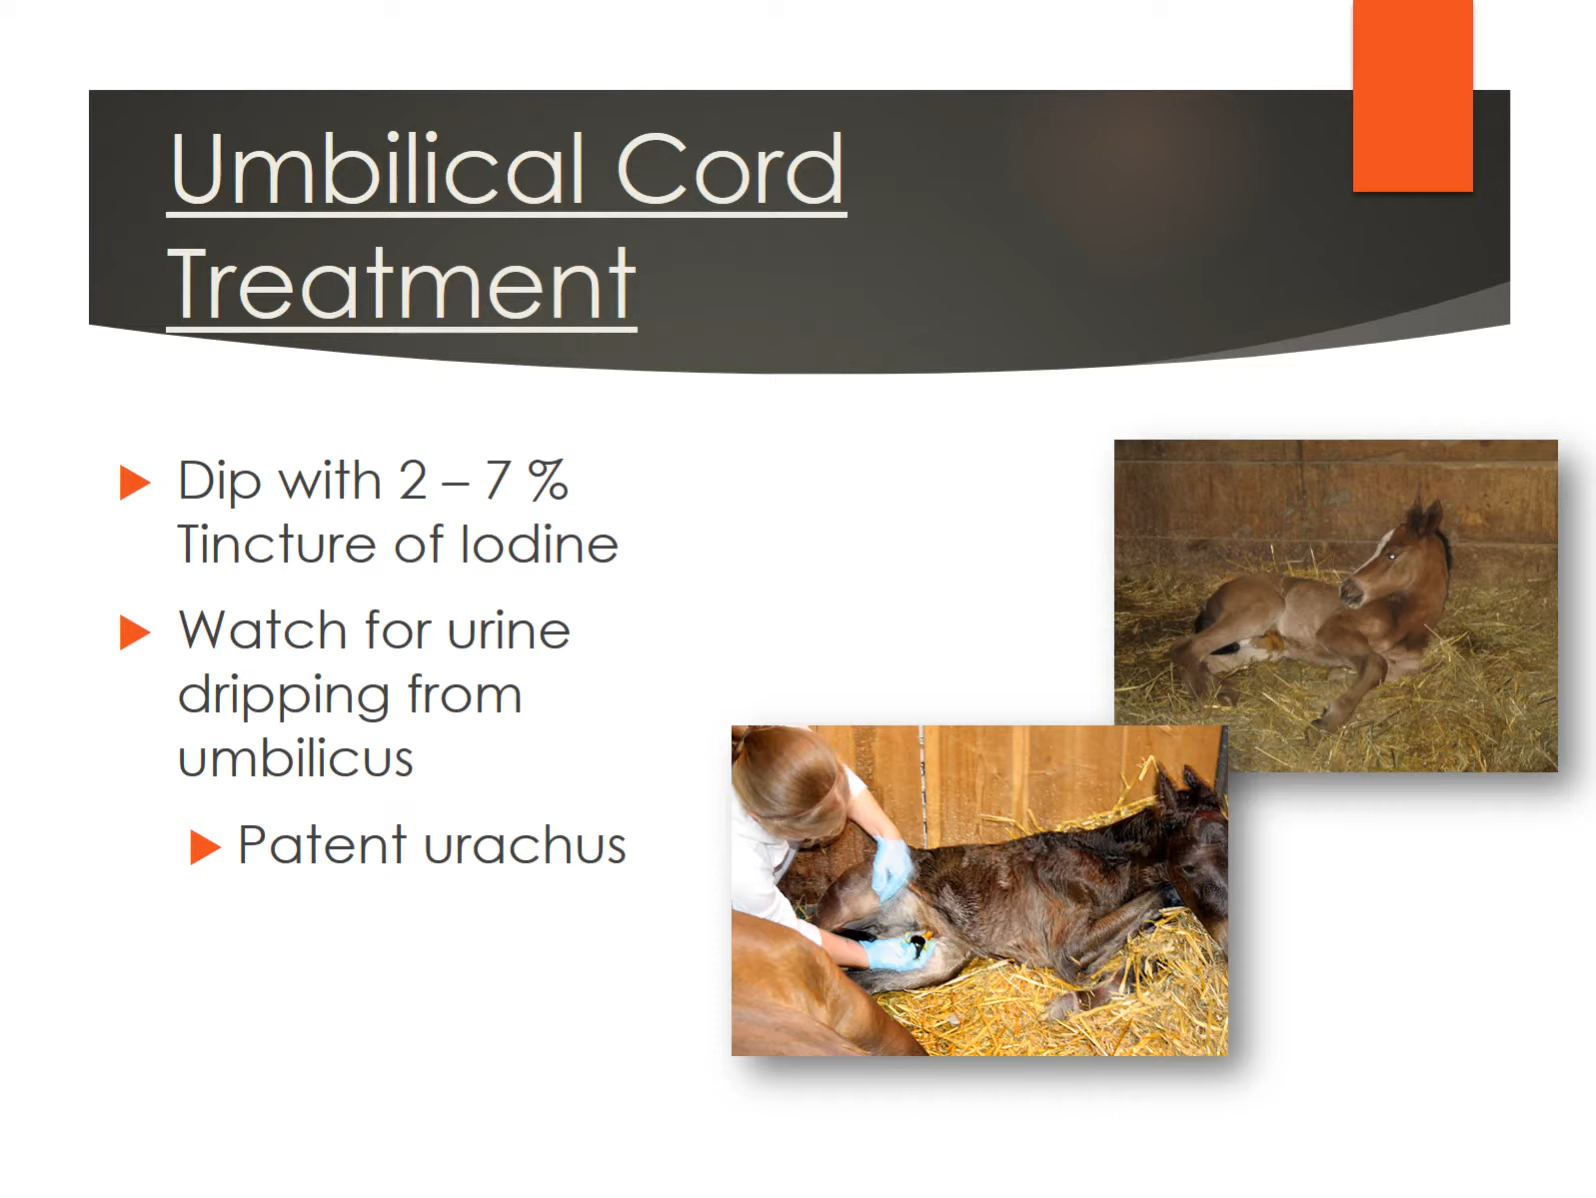 Umbilical Cord
Treatment
Dip with 2 – 7 %
Tincture of Iodine
Watch for urine
dripping from
umbilicus
Patent urachus